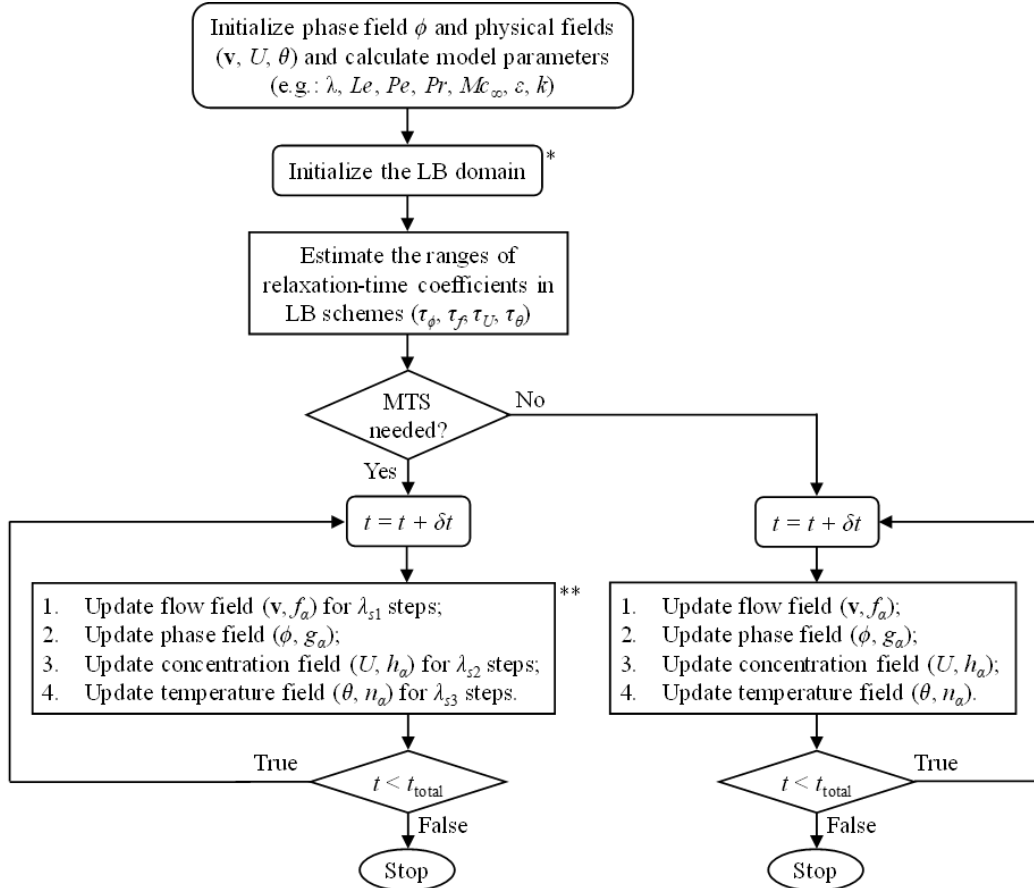 Initialize phase field ϕ and physical fields
(v, U, θ) and calculate model parameters
(e.g.: λ, Le, Pe, Pr, Mc∞, ε, k)
Initialize the LB domain
*
Estimate the ranges of
relaxation-time coefficients in
LB schemes (τϕ, τf, τU, τθ)
MTS
needed?
No
Yes
t = t + δt
t = t + δt
1. Update flow field (v, fα) for λs1 steps;
2. Update phase field (ϕ, gα);
3. Update concentration field (U, hα) for λs2 steps;
4. Update temperature field (θ, nα) for λs3 steps.
**
1. Update flow field (v, fα);
2. Update phase field (ϕ, gα);
3. Update concentration field (U, hα);
4. Update temperature field (θ, nα).
True
t < ttotal
False
Stop
t < ttotal
True
False
Stop